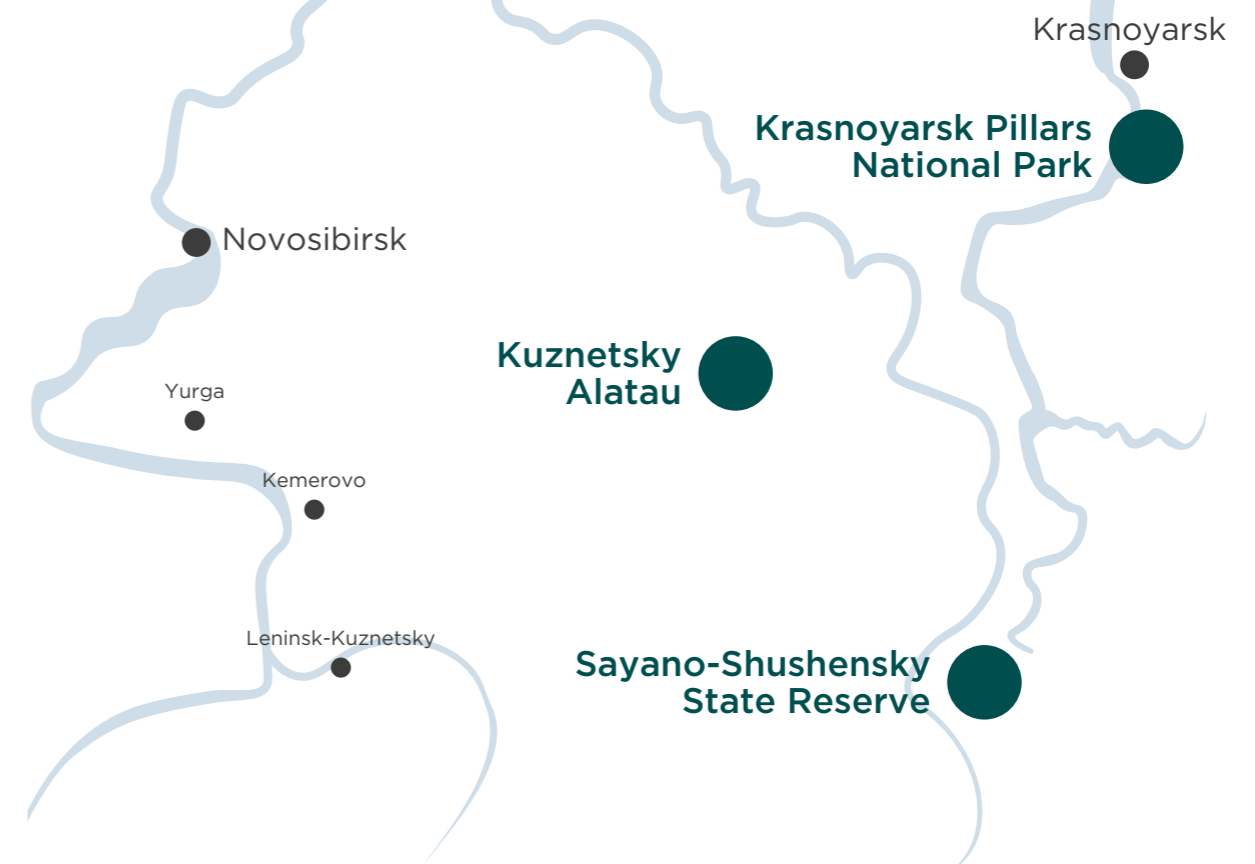 Krasnoyarsk
Krasnoyarsk Pillars
National Park
Novosibirsk
Kuznetsky
Alatau
Yurga
Kemerovo
Leninsk-Kuznetsky
Sayano-Shushensky
State Reserve